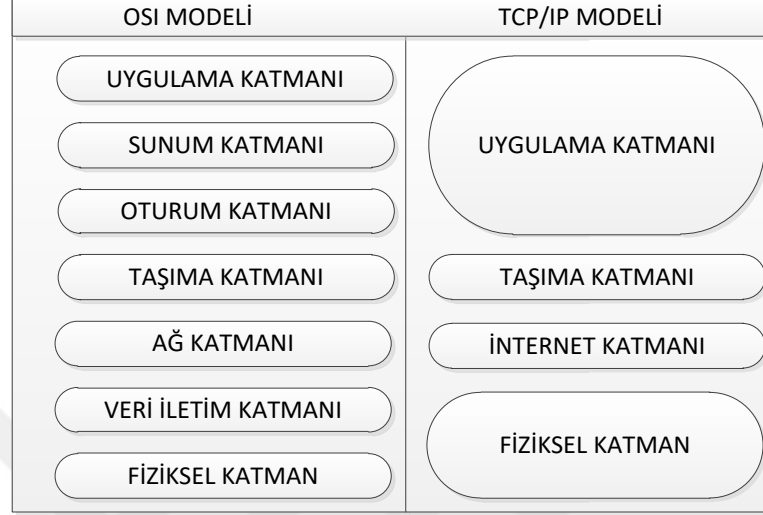 OSI MODELİ
TCP/IP MODELİ
UYGULAMA KATMANI
SUNUM KATMANI
OTURUM KATMANI
TAŞIMA KATMANI
AĞ KATMANI
VERİ İLETİM KATMANI
FİZİKSEL KATMAN
UYGULAMA KATMANI
TAŞIMA KATMANI
İNTERNET KATMANI
FİZİKSEL KATMAN